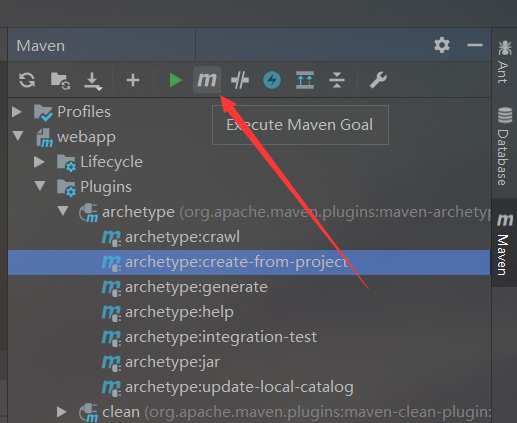 Maven
m
Execute Maven Goal
Profiles
webapp
Lifecycle
Plugins
archetype (org.apache.maven.plugins:maven-archetyp
archetype:crawl
archetype:create-from-project
archetype:generate
archetype:help
archetype:integration-test
archetype:jar
archetype:update-local-catalog
clean (org.apache.maven.plugins:maven-clean-plugin:
Ant
Database
m Maven